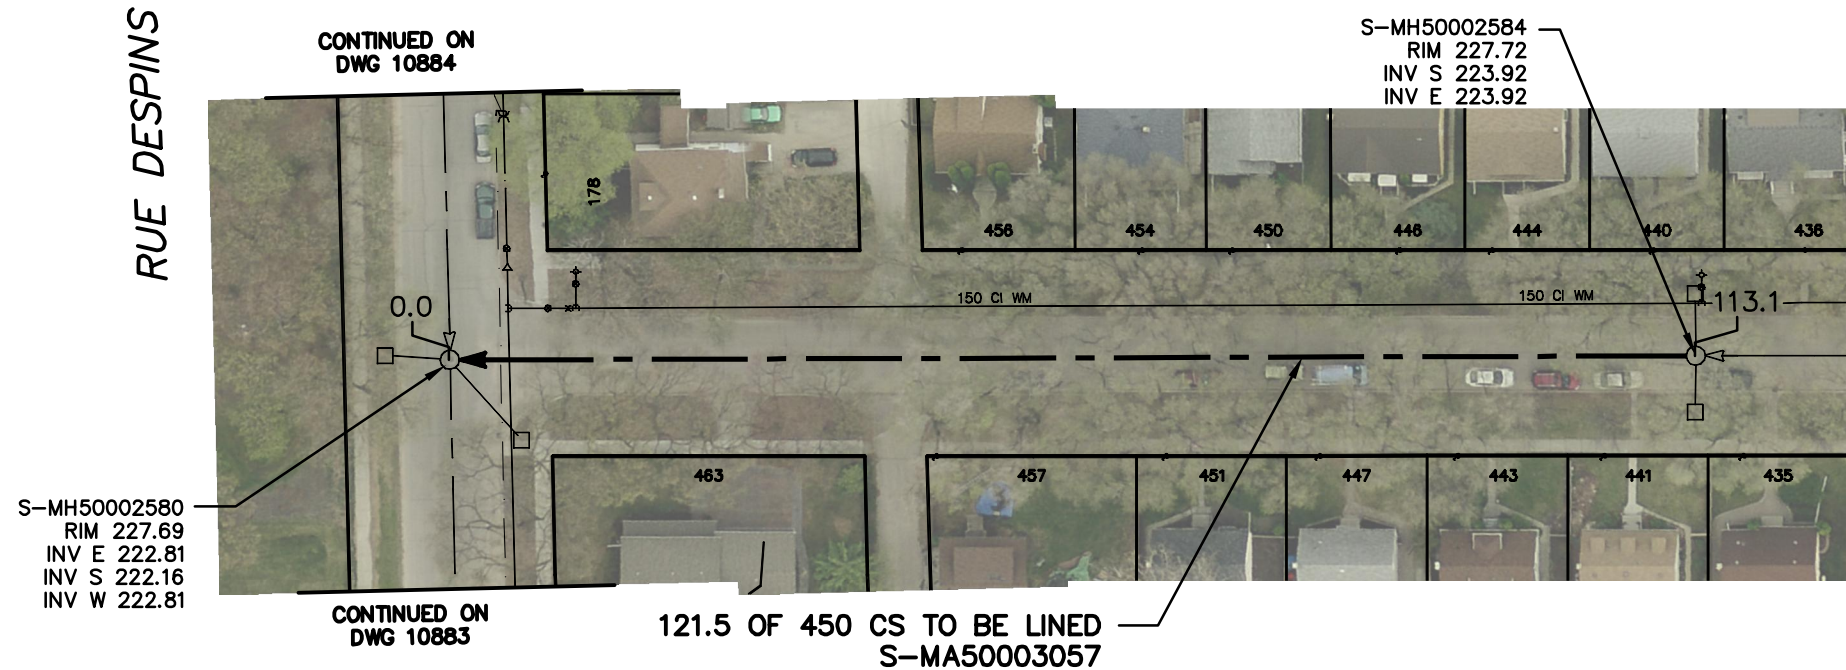 RUE DESPINS
CONTINUED ON
DWG 10884
S-MH50002584
RIM 227.72
INV S 223.92
INV E 223.92
178
456
454
450
446
444
440
436
150 CI WM
150 CI WM
0.0
113.1
463
457
451
447
443
441
435
S-MH50002580
RIM 227.69
INV E 222.81
INV S 222.16
INV W 222.81
CONTINUED ON
DWG 10883
121.5 OF 450 CS TO BE LINED
S-MA50003057